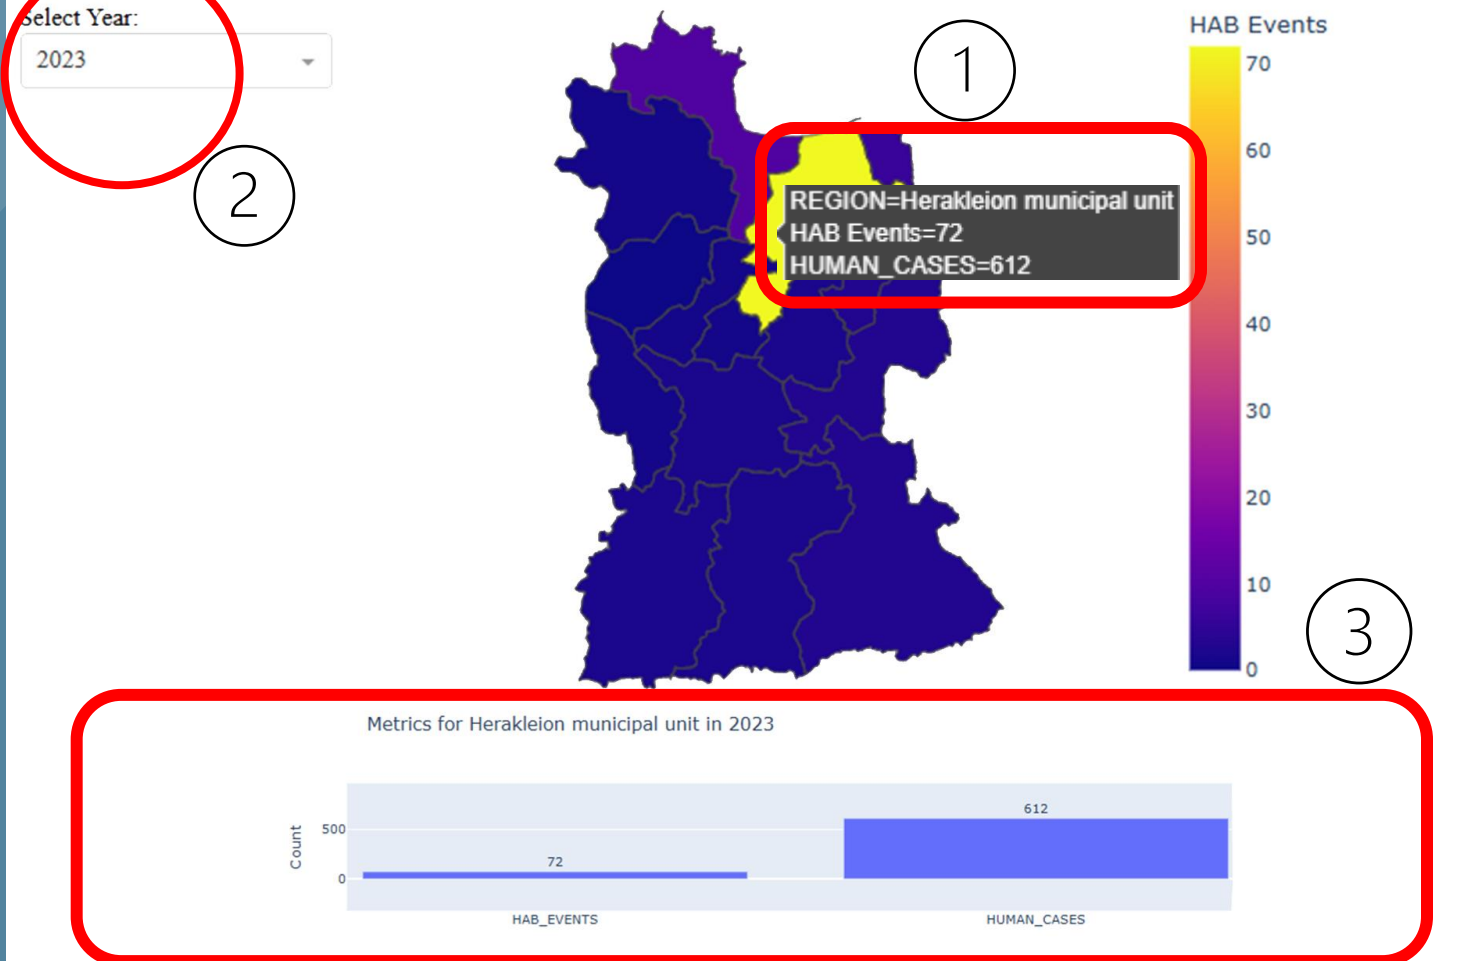 Select Year:
2023
2
1
REGION=Herakleion municipal unit
HAB Events=72
HUMAN_CASES=612
HAB Events
70
60
50
40
30
20
10
0
3
Metrics for Herakleion municipal unit in 2023
Count
500
0
72
612
HAB_EVENTS
HUMAN_CASES